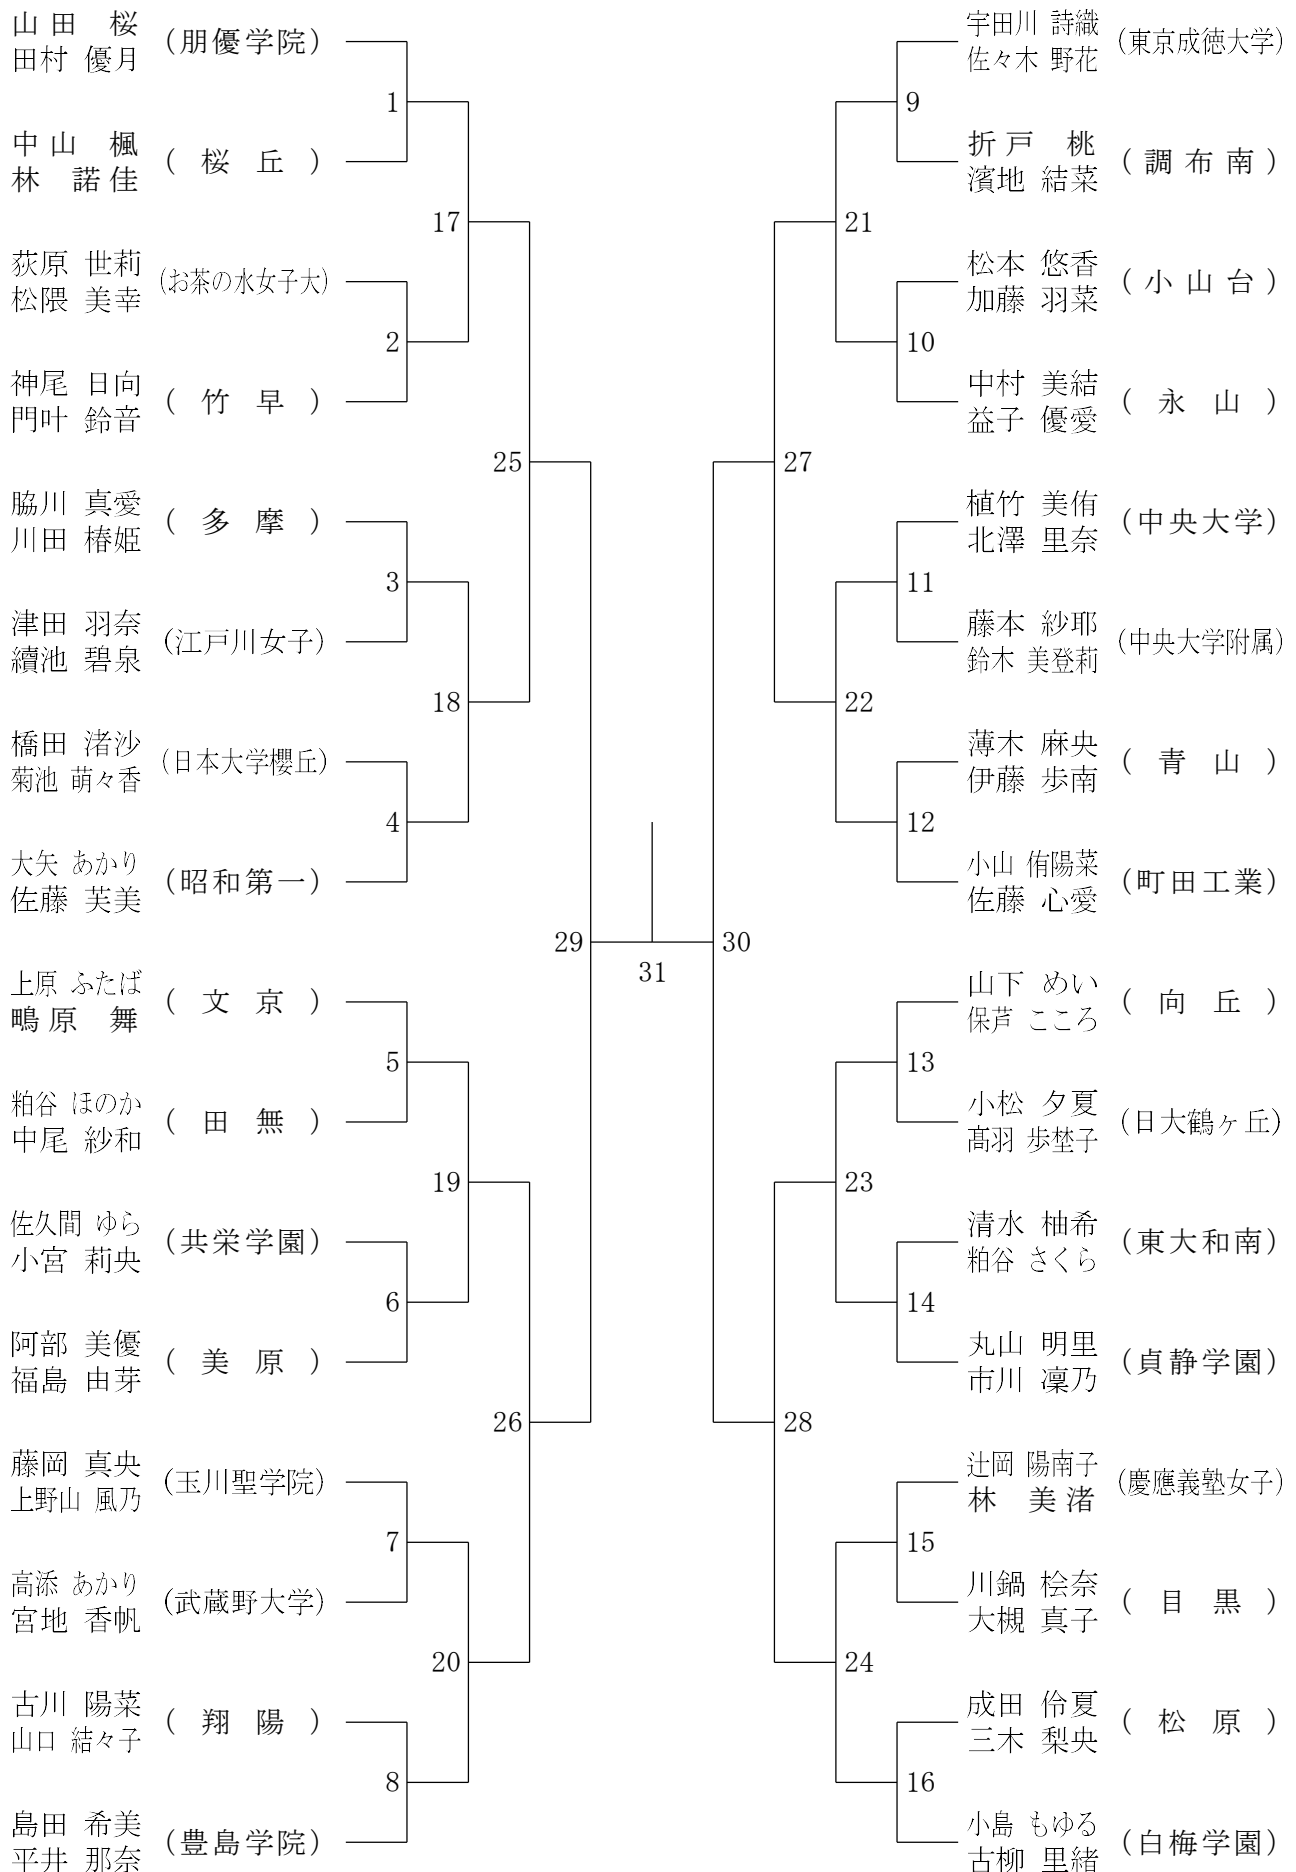 山田 桜
田村 優月
(朋優学院)
1
中山 楓
林 諾佳
(桜丘)
17
荻原 世莉
松隈 美幸
(お茶の水女子大)
2
神尾 日向
門叶 鈴音
(竹早)
25
脇川 真愛
川田 椿姫
(多摩)
3
津田 羽奈
續池 碧泉
(江戸川女子)
18
橋田 渚沙
菊池 萌々香
(日本大学櫻丘)
4
大矢 あかり
佐藤 芙美
(昭和第一)
29
31
上原 ふたば
鴫原 舞
(文京)
5
粕谷 ほのか
中尾 紗和
(田無)
19
佐久間 ゆら
小宮 莉央
(共栄学園)
6
阿部 美優
福島 由芽
(美原)
26
藤岡 真央
上野山 風乃
(玉川聖学院)
7
高添 あかり
宮地 香帆
(武蔵野大学)
20
古川 陽菜
山口 結々子
(翔陽)
8
島田 希美
平井 那奈
(豊島学院)
宇田川 詩織
佐々木 野花
(東京成徳大学)
9
折戸 桃
濱地 結菜
(調布南)
21
松本 悠香
加藤 羽菜
(小山台)
10
中村 美結
益子 優愛
(永山)
27
植竹 美侑
北澤 里奈
(中央大学)
11
藤本 紗耶
鈴木 美登莉
(中央大学附属)
22
薄木 麻央
伊藤 歩南
(青山)
12
小山 侑陽菜
佐藤 心愛
(町田工業)
30
山下 めい
保芦 こころ
(向丘)
13
小松 夕夏
髙羽 歩埜子
(日大鶴ヶ丘)
23
清水 柚希
粕谷 さくら
(東大和南)
14
丸山 明里
市川 凜乃
(貞静学園)
28
辻岡 陽南子
林 美渚
(慶應義塾女子)
15
川鍋 桧奈
大槻 真子
(目黒)
24
成田 伶夏
三木 梨央
(松原)
16
小島 もゆる
古柳 里緒
(白梅学園)